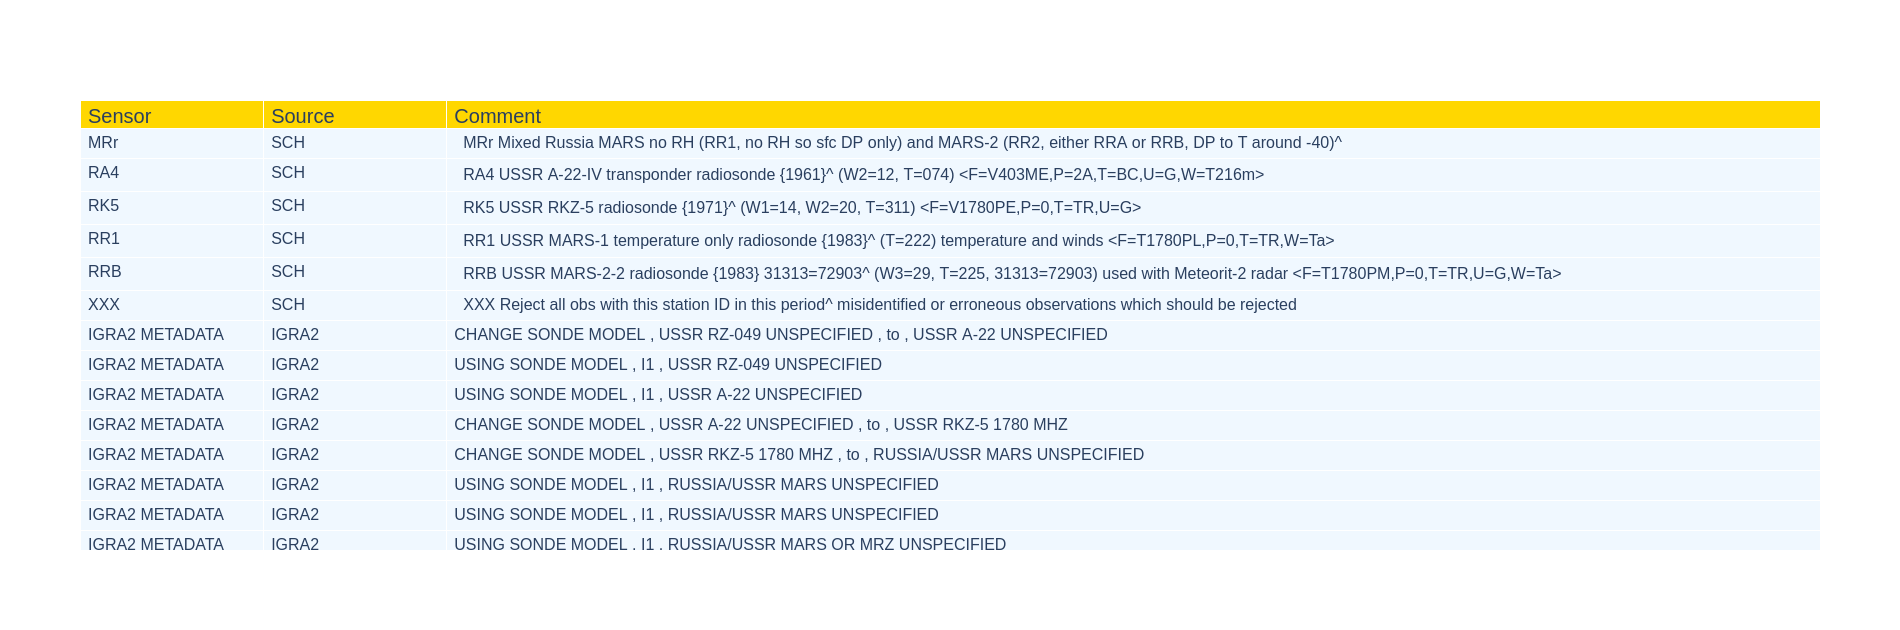 Sensor Source Comment
MRr SCH MRr Mixed Russia MARS no RH (RR1, no RH so sfc DP only) and MARS-2 (RR2, either RRA or RRB, DP to T around -40)^
RA4 SCH RA4 USSR A-22-IV transponder radiosonde {1961}^ (W2=12, T=074) <F=V403ME,P=2A,T=BC,U=G,W=T216m>
RK5 SCH RK5 USSR RKZ-5 radiosonde {1971}^ (W1=14, W2=20, T=311) <F=V1780PE,P=0,T=TR,U=G>
RR1 SCH RR1 USSR MARS-1 temperature only radiosonde {1983}^ (T=222) temperature and winds <F=T1780PL,P=0,T=TR,W=Ta>
RRB SCH RRB USSR MARS-2-2 radiosonde {1983} 31313=72903^ (W3=29, T=225, 31313=72903) used with Meteorit-2 radar <F=T1780PM,P=0,T=TR,U=G,W=Ta>
XXX SCH XXX Reject all obs with this station ID in this period^ misidentified or erroneous observations which should be rejected
IGRA2 METADATA IGRA2 CHANGE SONDE MODEL , USSR RZ-049 UNSPECIFIED , to , USSR A-22 UNSPECIFIED
IGRA2 METADATA IGRA2 USING SONDE MODEL , I1 , USSR RZ-049 UNSPECIFIED
IGRA2 METADATA IGRA2 USING SONDE MODEL , I1 , USSR A-22 UNSPECIFIED
IGRA2 METADATA IGRA2 CHANGE SONDE MODEL , USSR A-22 UNSPECIFIED , to , USSR RKZ-5 1780 MHZ
IGRA2 METADATA IGRA2 CHANGE SONDE MODEL , USSR RKZ-5 1780 MHZ , to , RUSSIA/USSR MARS UNSPECIFIED
IGRA2 METADATA IGRA2 USING SONDE MODEL , I1 , RUSSIA/USSR MARS UNSPECIFIED
IGRA2 METADATA IGRA2 USING SONDE MODEL , I1 , RUSSIA/USSR MARS UNSPECIFIED
IGRA2 METADATA IGRA2 USING SONDE MODEL , I1 , RUSSIA/USSR MARS OR MRZ UNSPECIFIED